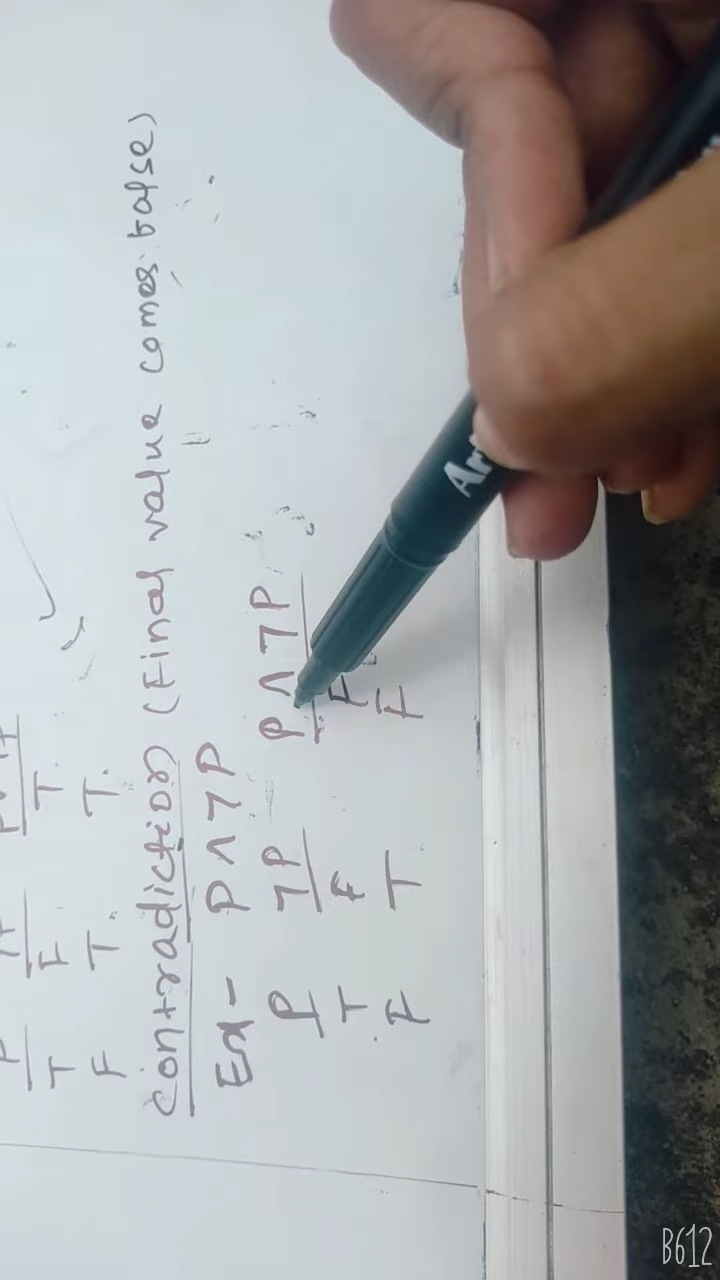 T F T.
F T. T.
Contradiction (Final value comes false)
Ex- P∧¬P
P ¬P P∧¬P
T F F
F T F
Ar
B612